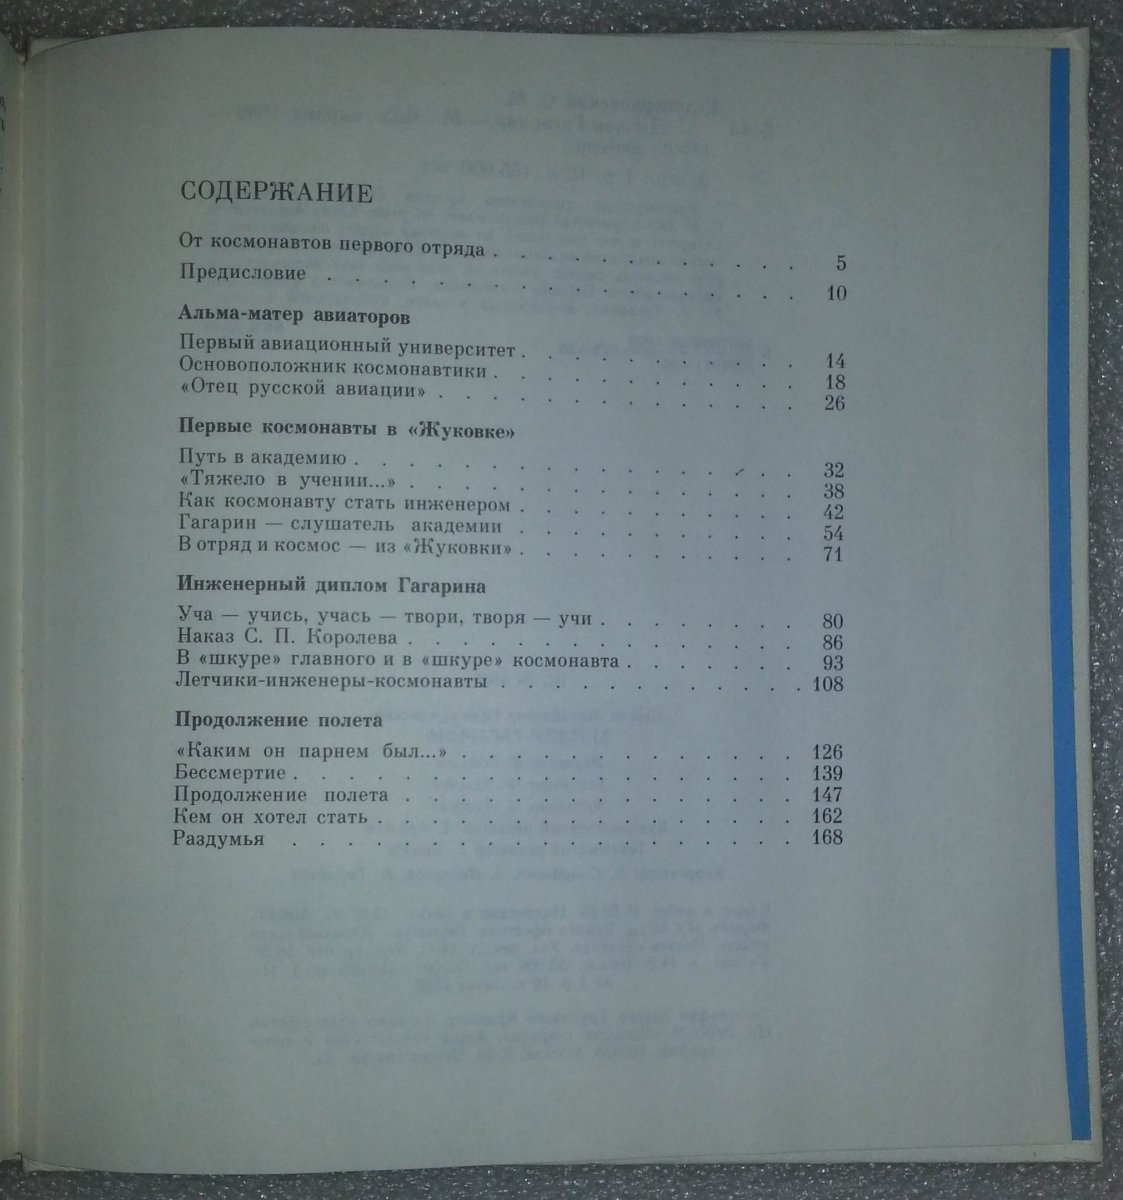 СОДЕРЖАНИЕ
От космонавтов первого отряда . . . . . . . . . . . . 5
Предисловие . . . . . . . . . . . . . . . . . 10
Альма-матер авиаторов
Первый авиационный университет . . . . . . . . . . . 14
Основоположник космонавтики . . . . . . . . . . . . 18
«Отец русской авиации» . . . . . . . . . . . . . . 26
Первые космонавты в «Жуковке»
Путь в академию . . . . . . . . . . . . . . . . 32
«Тяжело в учении...» . . . . . . . . . . . . . . . 38
Как космонавту стать инженером . . . . . . . . . . . 42
Гагарин — слушатель академии . . . . . . . . . . . 54
В отряд и космос — из «Жуковки» . . . . . . . . . . . 71
Инженерный диплом Гагарина
Уча — учись, учась — твори, творя — учи . . . . . . . . 80
Наказ С. П. Королева . . . . . . . . . . . . . . . 86
В «шкуре» главного и в «шкуре» космонавта . . . . . . . 93
Летчики-инженеры-космонавты . . . . . . . . . . . . 108
Продолжение полета
«Каким он парнем был...» . . . . . . . . . . . . . 126
Бессмертие . . . . . . . . . . . . . . . . . . 139
Продолжение полета . . . . . . . . . . . . . . . 147
Кем он хотел стать . . . . . . . . . . . . . . . . 162
Раздумья . . . . . . . . . . . . . . . . . . 168